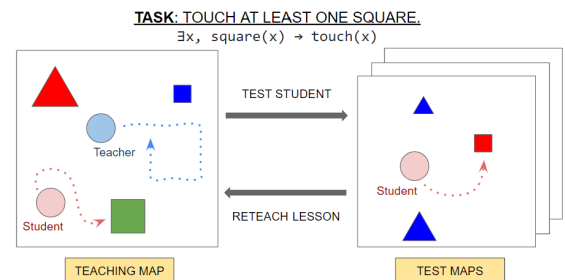 TASK: TOUCH AT LEAST ONE SQUARE.
∃x, square(x) → touch(x)
Teacher
Student
TEACHING MAP
TEST STUDENT
RETEACH LESSON
Student
TEST MAPS